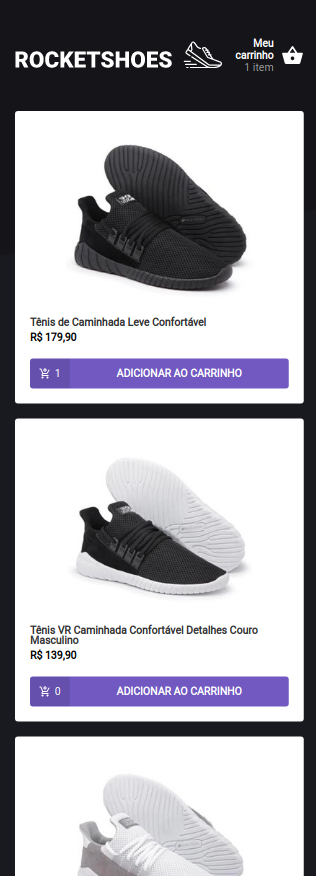 ROCKETSHOES
Meu
carrinho
1 item
Tênis de Caminhada Leve Confortável
R$ 179,90
1
ADICIONAR AO CARRINHO
Tênis VR Caminhada Confortável Detalhes Couro
Masculino
R$ 139,90
0
ADICIONAR AO CARRINHO